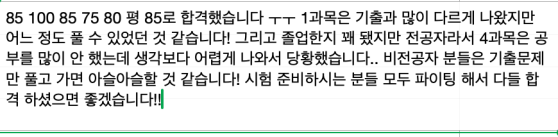 85 100 85 75 80 평 85로 합격했습니다 ㅜㅜ 1과목은 기출과 많이 다르게 나왔지만
어느 정도 풀 수 있었던 것 같습니다! 그리고 졸업한지 꽤 됐지만 전공자라서 4과목은 공
부를 많이 안 했는데 생각보다 어렵게 나와서 당황했습니다.. 비전공자 분들은 기출문제
만 풀고 가면 아슬아슬할 것 같습니다! 시험 준비하시는 분들 모두 파이팅 해서 다들 합
격 하셨으면 좋겠습니다!!